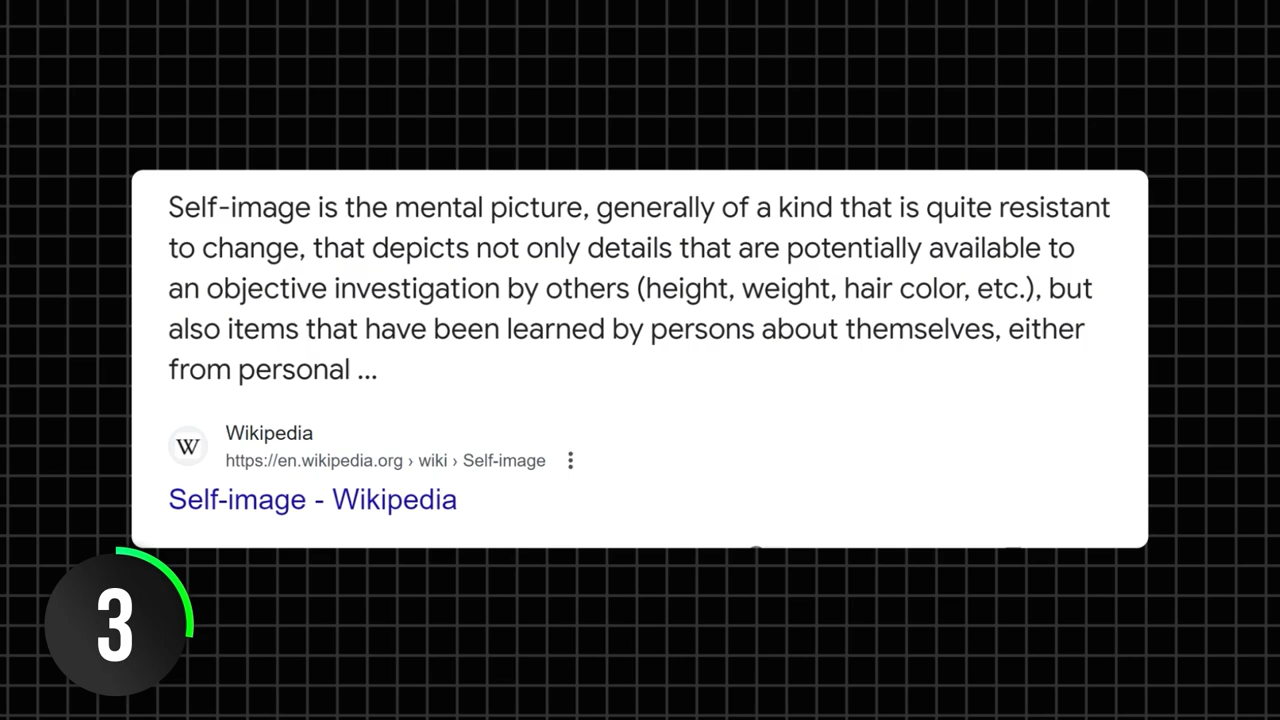 Self-image is the mental picture, generally of a kind that is quite resistant
to change, that depicts not only details that are potentially available to
an objective investigation by others (height, weight, hair color, etc.), but
also items that have been learned by persons about themselves, either
from personal ...
W
Wikipedia
https://en.wikipedia.org › wiki › Self-image
Self-image - Wikipedia
3